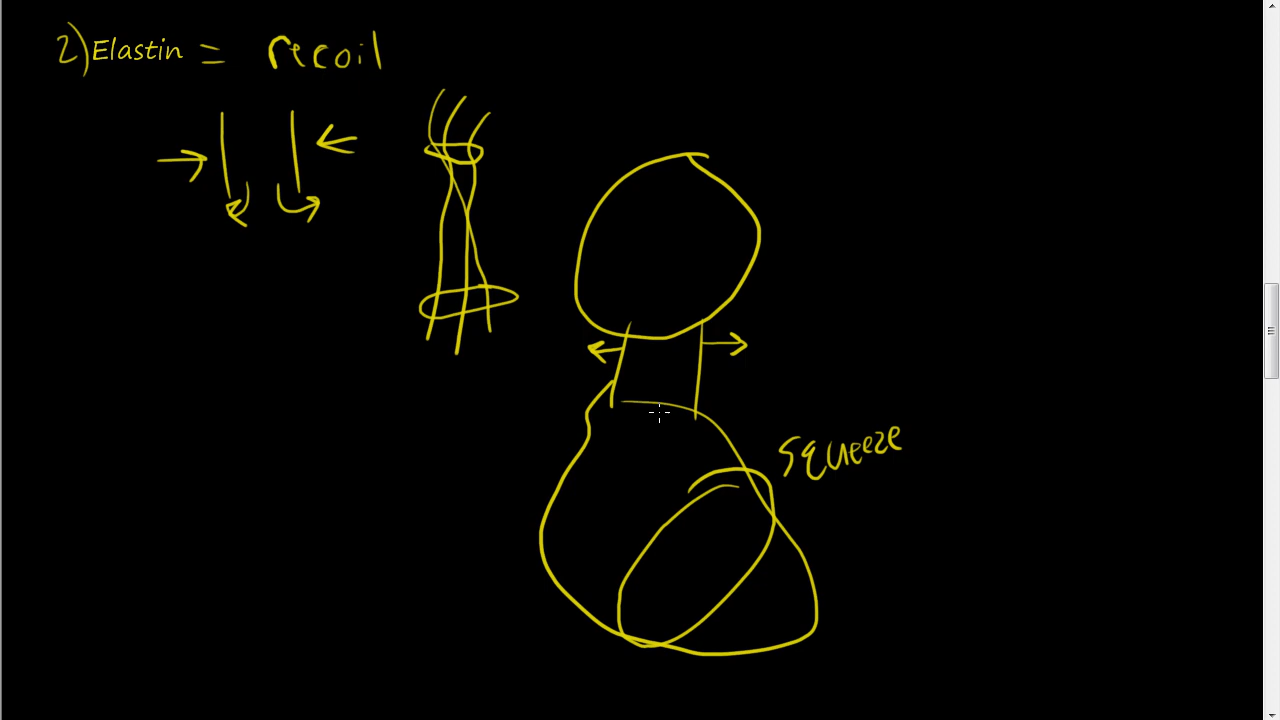 2) Elastin = recoil
squeeze